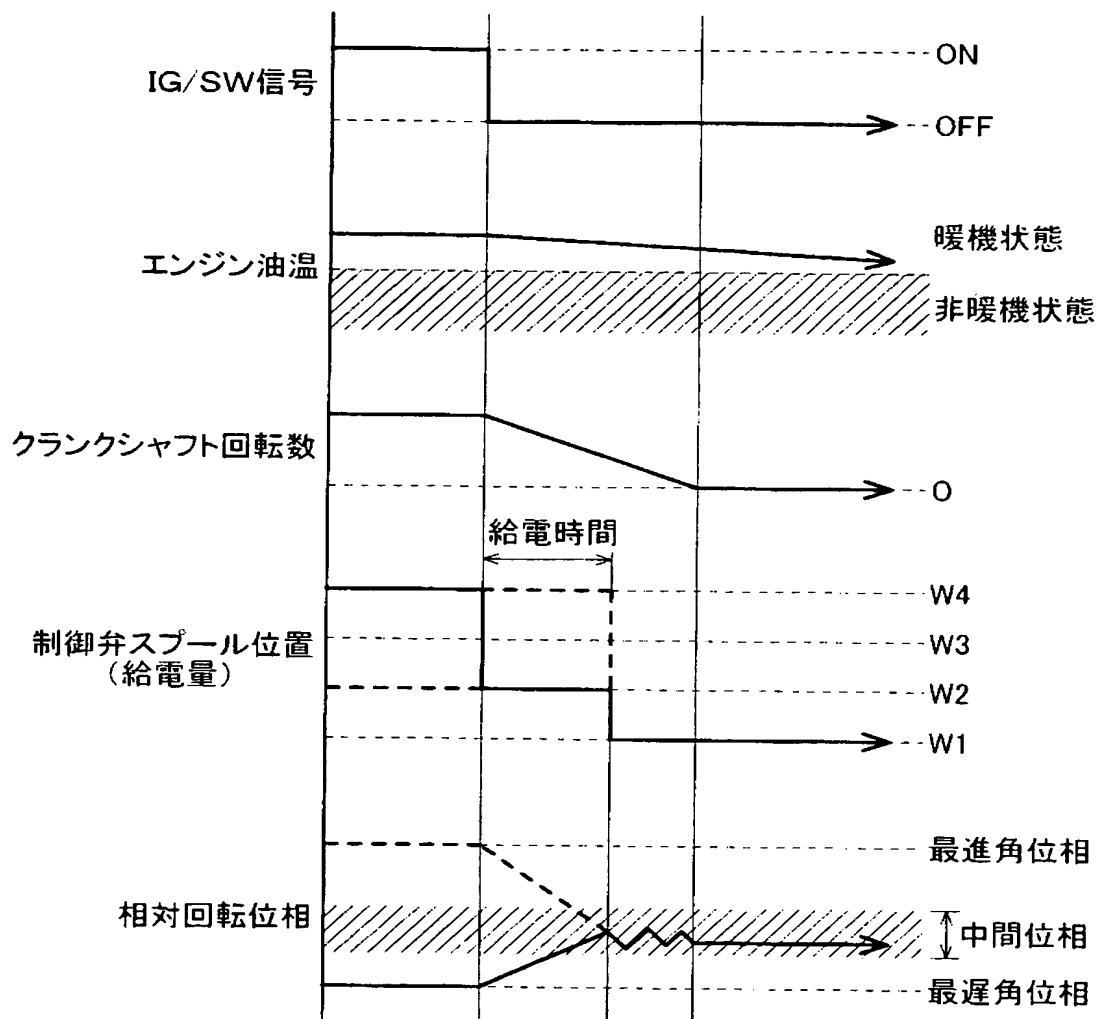 IG/SW信号
ON
OFF
エンジン油温
暖機状態
非暖機状態
クランクシャフト回転数
0
給電時間
制御弁スプール位置
(給電量)
W4
W3
W2
W1
相対回転位相
最進角位相
中間位相
最遅角位相